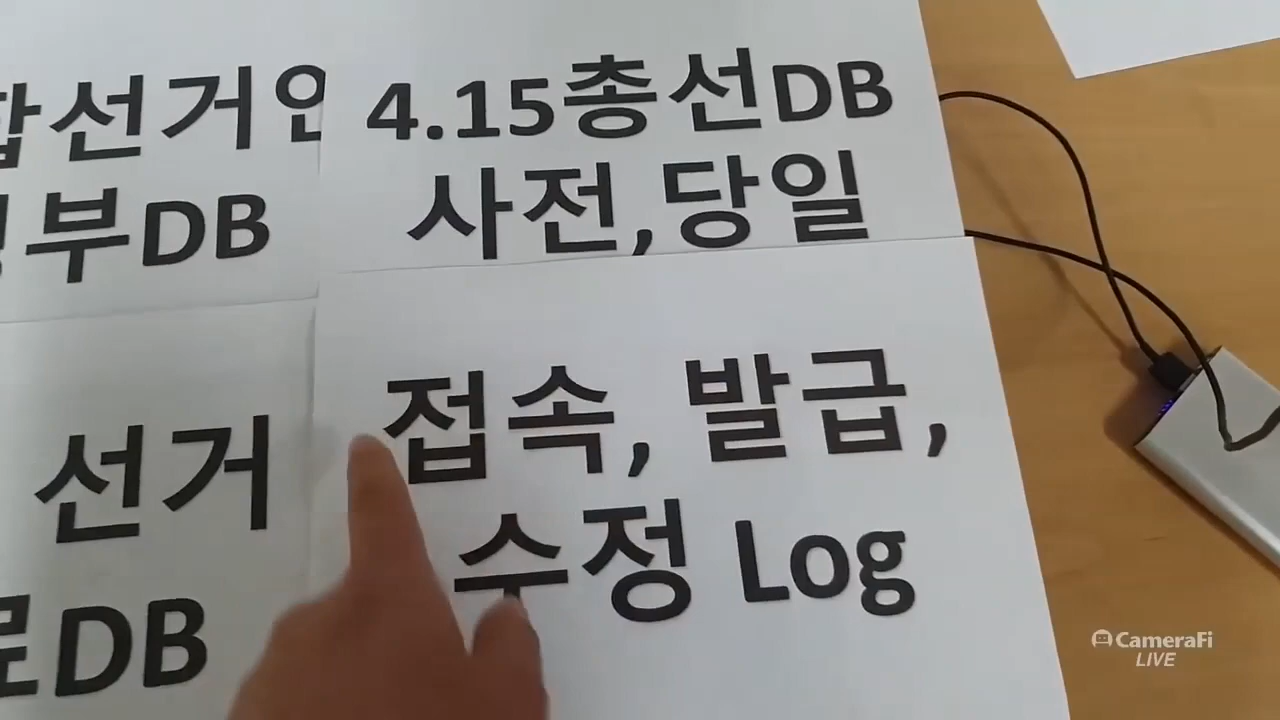 선거인
부DB
4.15총선DB
사전,당일
선거
DB
접속, 발급,
수정 Log
CameraFi
LIVE